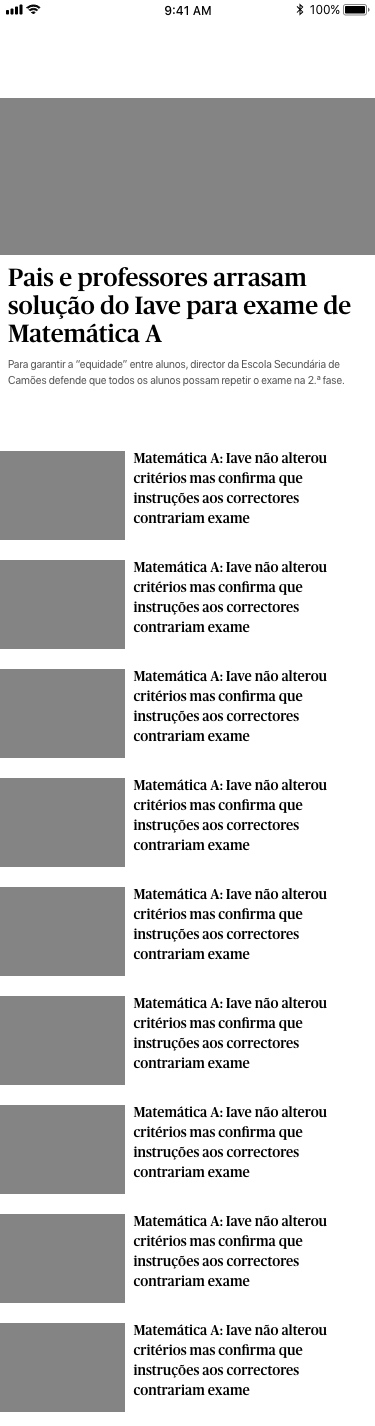 9:41 AM 100%
Pais e professores arrasam
solução do Iave para exame de
Matemática A
Para garantir a “equidade” entre alunos, director da Escola Secundária de
Camões defende que todos os alunos possam repetir o exame na 2.ª fase.
Matemática A: Iave não alterou
critérios mas confirma que
instruções aos correctores
contrariam exame
Matemática A: Iave não alterou
critérios mas confirma que
instruções aos correctores
contrariam exame
Matemática A: Iave não alterou
critérios mas confirma que
instruções aos correctores
contrariam exame
Matemática A: Iave não alterou
critérios mas confirma que
instruções aos correctores
contrariam exame
Matemática A: Iave não alterou
critérios mas confirma que
instruções aos correctores
contrariam exame
Matemática A: Iave não alterou
critérios mas confirma que
instruções aos correctores
contrariam exame
Matemática A: Iave não alterou
critérios mas confirma que
instruções aos correctores
contrariam exame
Matemática A: Iave não alterou
critérios mas confirma que
instruções aos correctores
contrariam exame
Matemática A: Iave não alterou
critérios mas confirma que
instruções aos correctores
contrariam exame